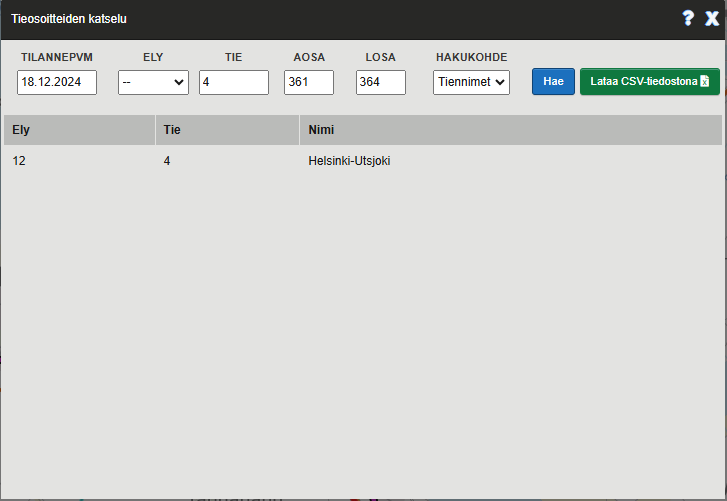 Tieosoitteiden katselu ? X
TILANNEPVM ELY TIE AOSA LOSA HAKUKOHDE
18.12.2024 -- 4 361 364 Tiennimet Hae Lataa CSV-tiedostona
Ely Tie Nimi
12 4 Helsinki-Utsjoki